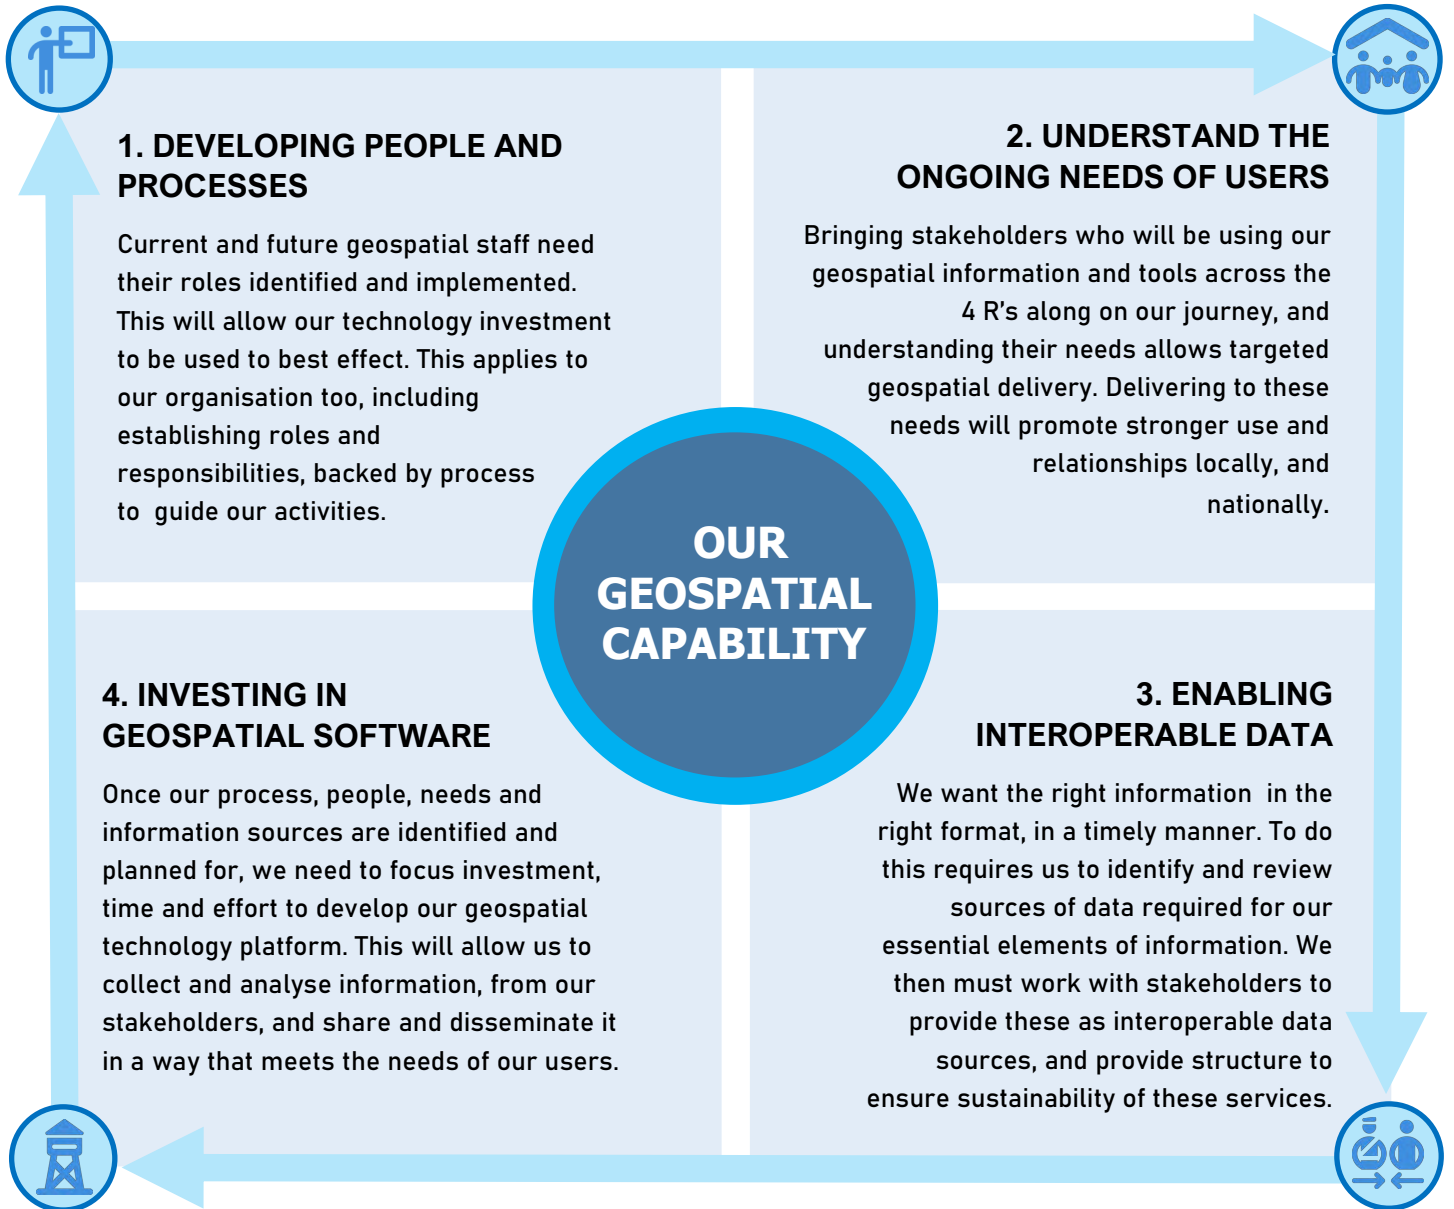 1. DEVELOPING PEOPLE AND
PROCESSES
Current and future geospatial staff need
their roles identified and implemented.
This will allow our technology investment
to be used to best effect. This applies to
our organisation too, including
establishing roles and
responsibilities, backed by process
to guide our activities.
2. UNDERSTAND THE
ONGOING NEEDS OF USERS
Bringing stakeholders who will be using our
geospatial information and tools across the
4 R’s along on our journey, and
understanding their needs allows targeted
geospatial delivery. Delivering to these
needs will promote stronger use and
relationships locally, and
nationally.
OUR
GEOSPATIAL
CAPABILITY
3. ENABLING
INTEROPERABLE DATA
We want the right information in the
right format, in a timely manner. To do
this requires us to identify and review
sources of data required for our
essential elements of information. We
then must work with stakeholders to
provide these as interoperable data
sources, and provide structure to
ensure sustainability of these services.
4. INVESTING IN
GEOSPATIAL SOFTWARE
Once our process, people, needs and
information sources are identified and
planned for, we need to focus investment,
time and effort to develop our geospatial
technology platform. This will allow us to
collect and analyse information, from our
stakeholders, and share and disseminate it
in a way that meets the needs of our users.